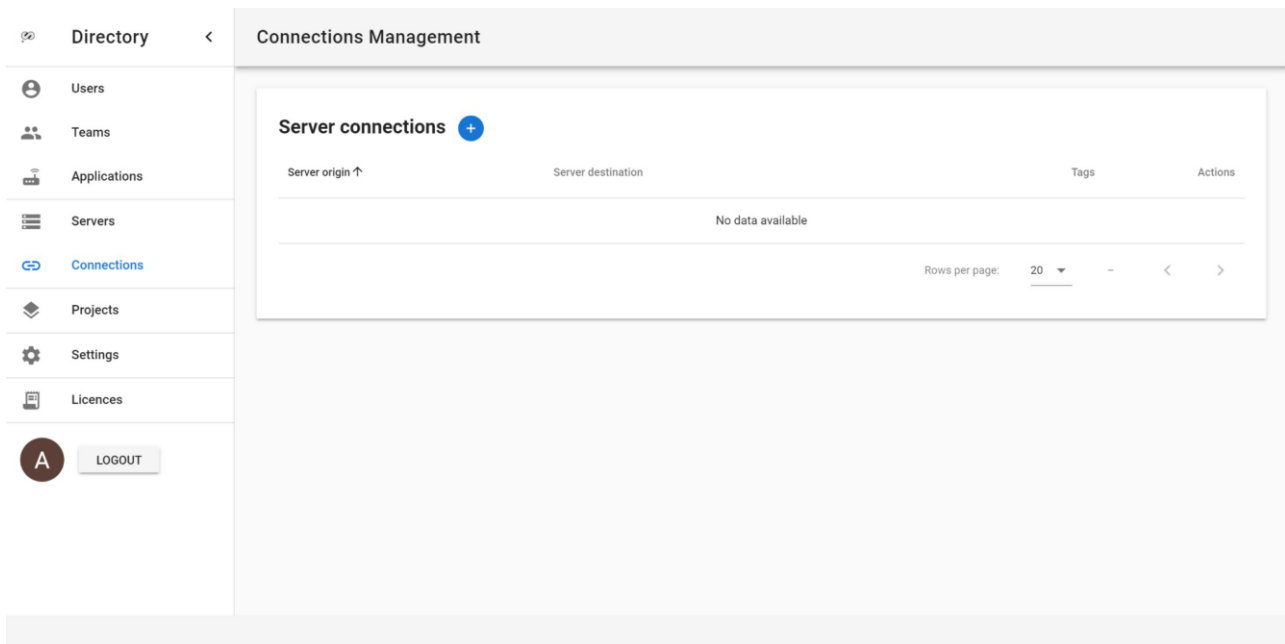 Directory
Connections Management
Users
Teams
Applications
Servers
Connections
Projects
Settings
Licences
A
LOGOUT
Server connections
Server origin Server destination Tags Actions
No data available
Rows per page: 20 –